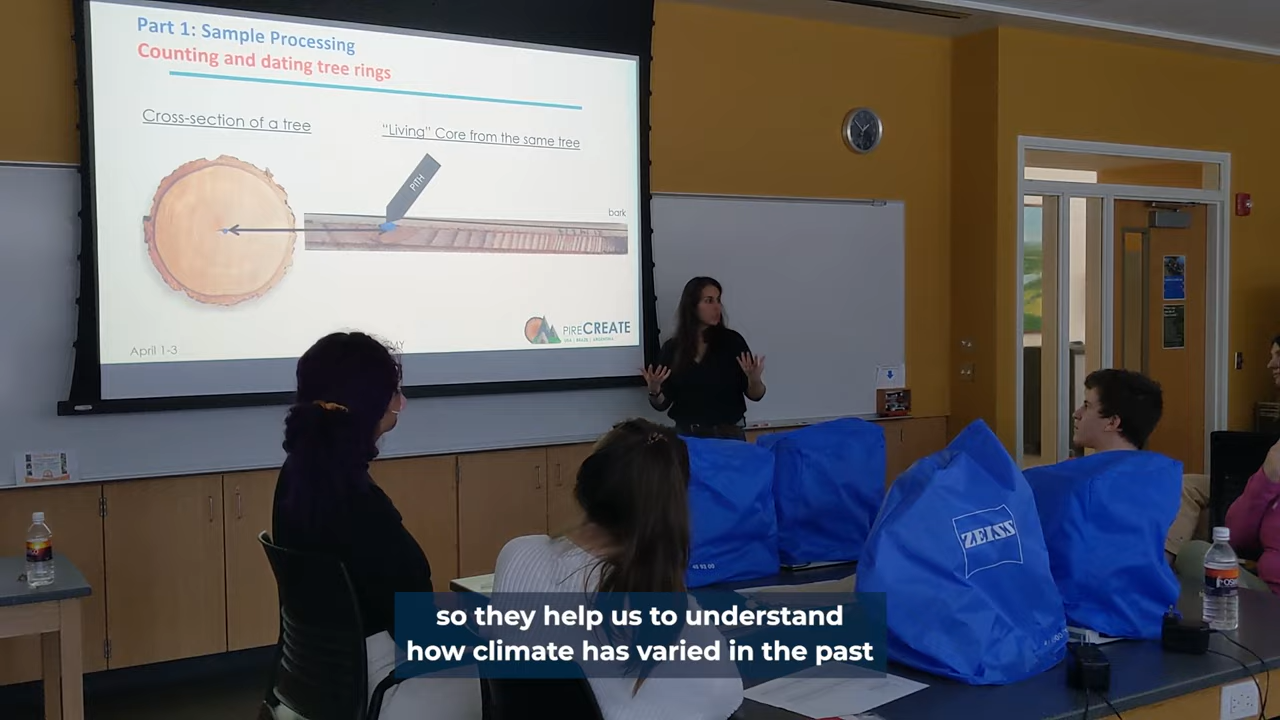 Part 1: Sample Processing
Counting and dating tree rings
Cross-section of a tree
"Living" Core from the same tree
PITH
bark
PIRECREATE
April 1-3
ZEISS
so they help us to understand
how climate has varied in the past